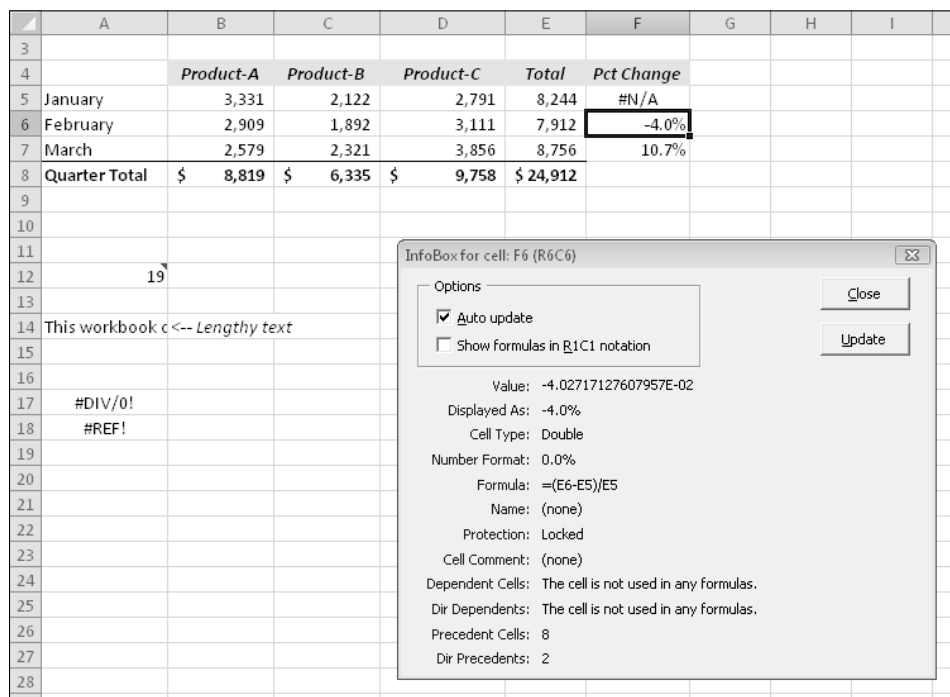 A B C D E F G H I
3
4 Product-A Product-B Product-C Total Pct Change
5 January 3,331 2,122 2,791 8,244 #N/A
6 February 2,909 1,892 3,111 7,912 -4.0%
7 March 2,579 2,321 3,856 8,756 10.7%
8 Quarter Total $ 8,819 $ 6,335 $ 9,758 $ 24,912
9
10
11
12 19
13
14 This workbook c <-- Lengthy text
15
16
17 #DIV/0!
18 #REF!
19
20
21
22
23
24
25
26
27
28
InfoBox for cell: F6 (R6C6)
Options
Auto update
Show formulas in R1C1 notation
Close
Update
Value: -4.02717127607957E-02
Displayed As: -4.0%
Cell Type: Double
Number Format: 0.0%
Formula: =(E6-E5)/E5
Name: (none)
Protection: Locked
Cell Comment: (none)
Dependent Cells: The cell is not used in any formulas.
Dir Dependents: The cell is not used in any formulas.
Precedent Cells: 8
Dir Precedents: 2